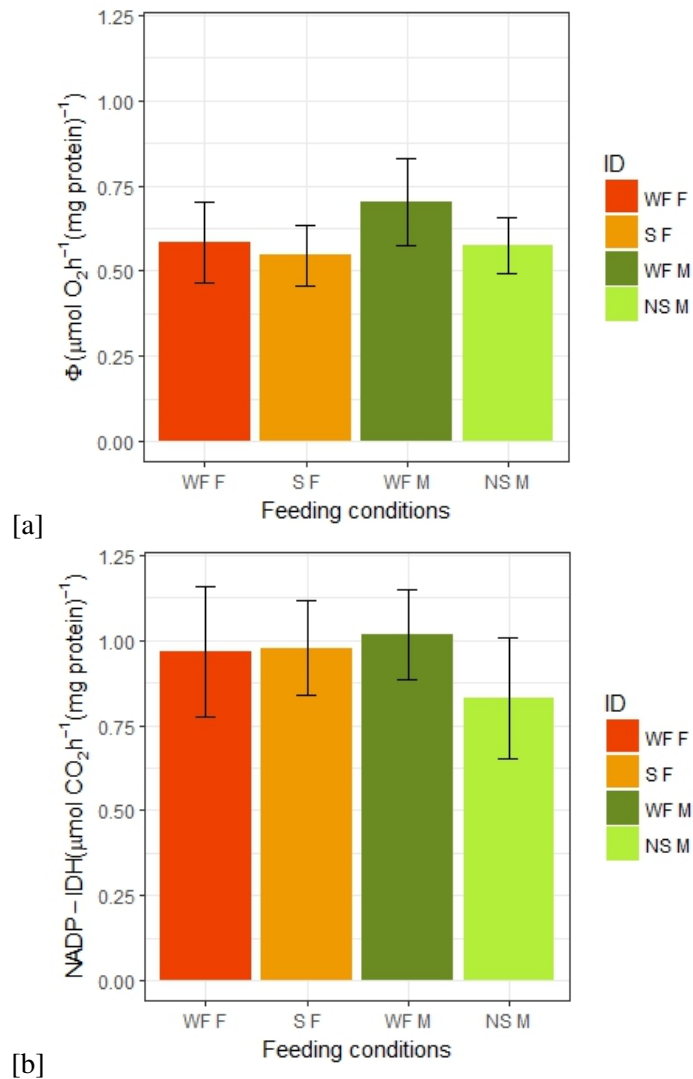 1.25
1.00
0.75
0.50
0.25
0.00
Φ(μmol O₂h⁻¹(mg protein)⁻¹)
WF F S F WF M NS M
Feeding conditions
ID
WF F
S F
WF M
NS M
[a]
1.25
1.00
0.75
0.50
0.25
0.00
NADP−IDH(μmol CO₂h⁻¹(mg protein)⁻¹)
WF F S F WF M NS M
Feeding conditions
ID
WF F
S F
WF M
NS M
[b]